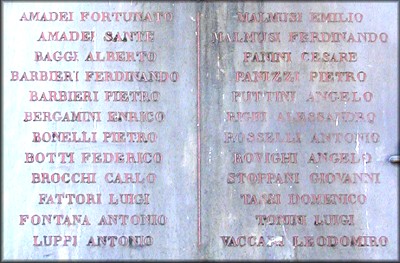 AMADEI FORTUNATO
AMADEI SANTE
BAGGI ALBERTO
BARBIERI FERDINANDO
BARBIERI PIETRO
BERGAMINI ENRICO
BONELLI PIETRO
BOTTI FEDERICO
BROCCHI CARLO
FATTORI LUIGI
FONTANA ANTONIO
LUPPI ANTONIO
MALMUSI EMILIO
MALMUSI FERDINANDO
PANINI CESARE
PANUZZI PIETRO
PUTTINI ANGELO
RIGHI ALESSANDRO
ROSSELLI ANTONIO
ROVIGHI ANGELO
STOPPANI GIOVANNI
DOMENICO
TONINI LUIGI
VACCARI LEODOMIRO